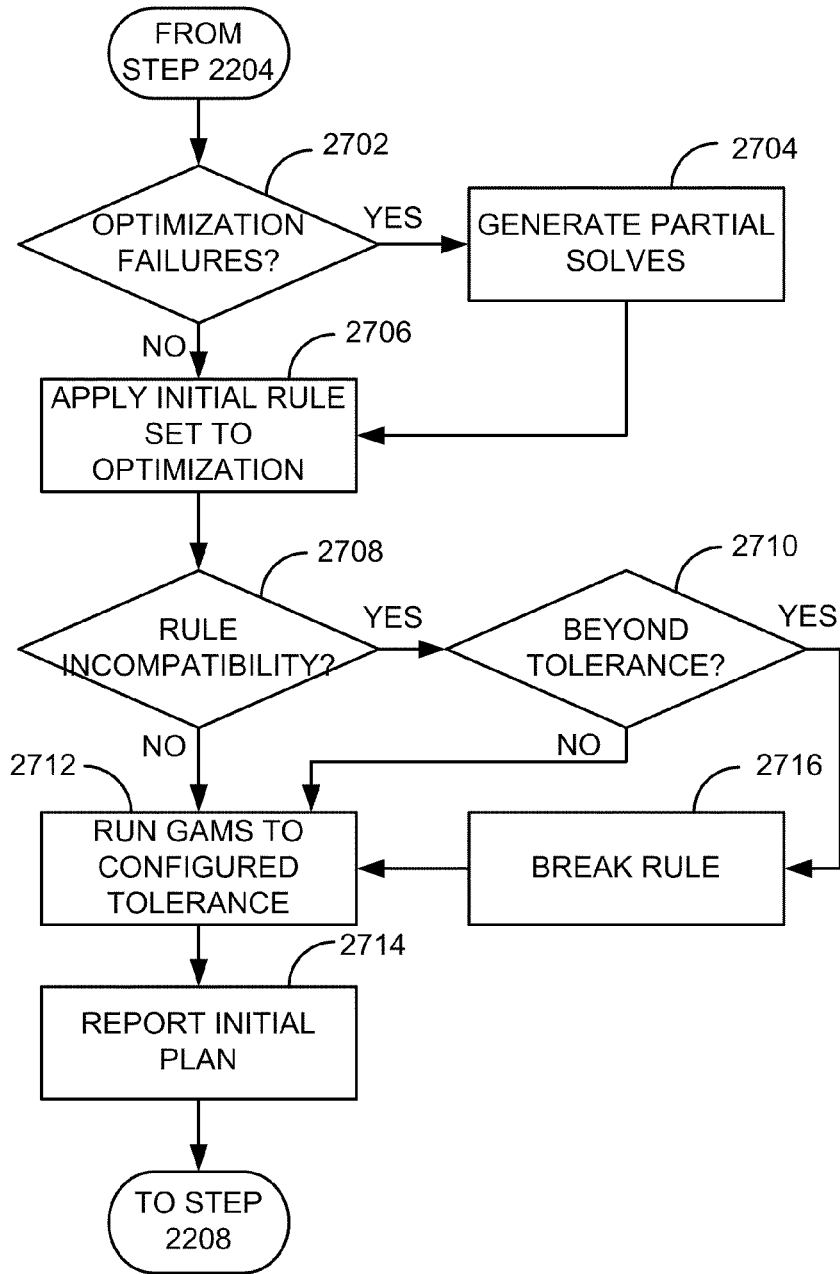 FROM
STEP 2204
2702
2704
OPTIMIZATION
FAILURES?
YES
GENERATE PARTIAL
SOLVES
NO
2706
APPLY INITIAL RULE
SET TO
OPTIMIZATION
2708
2710
RULE
INCOMPATIBILITY?
YES
BEYOND
TOLERANCE?
YES
NO
NO
2712
2716
RUN GAMS TO
CONFIGURED
TOLERANCE
BREAK RULE
2714
REPORT INITIAL
PLAN
TO STEP
2208